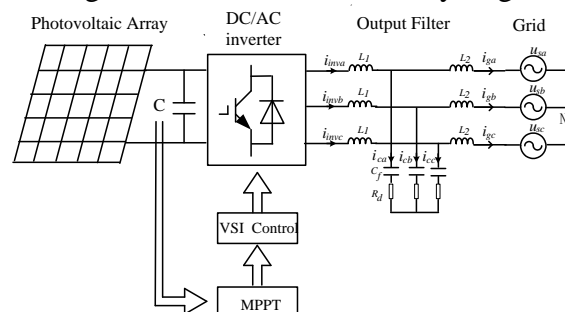 Photovoltaic Array
DC/AC
inverter
Output Filter
Grid
C
i_inva
L1
L2
i_ga
u_sa
i_invb
L1
L2
i_gb
u_sb
N
i_invc
L1
L2
i_gc
u_sc
i_ca
i_cb
i_cc
C_f
R_d
VSI Control
MPPT